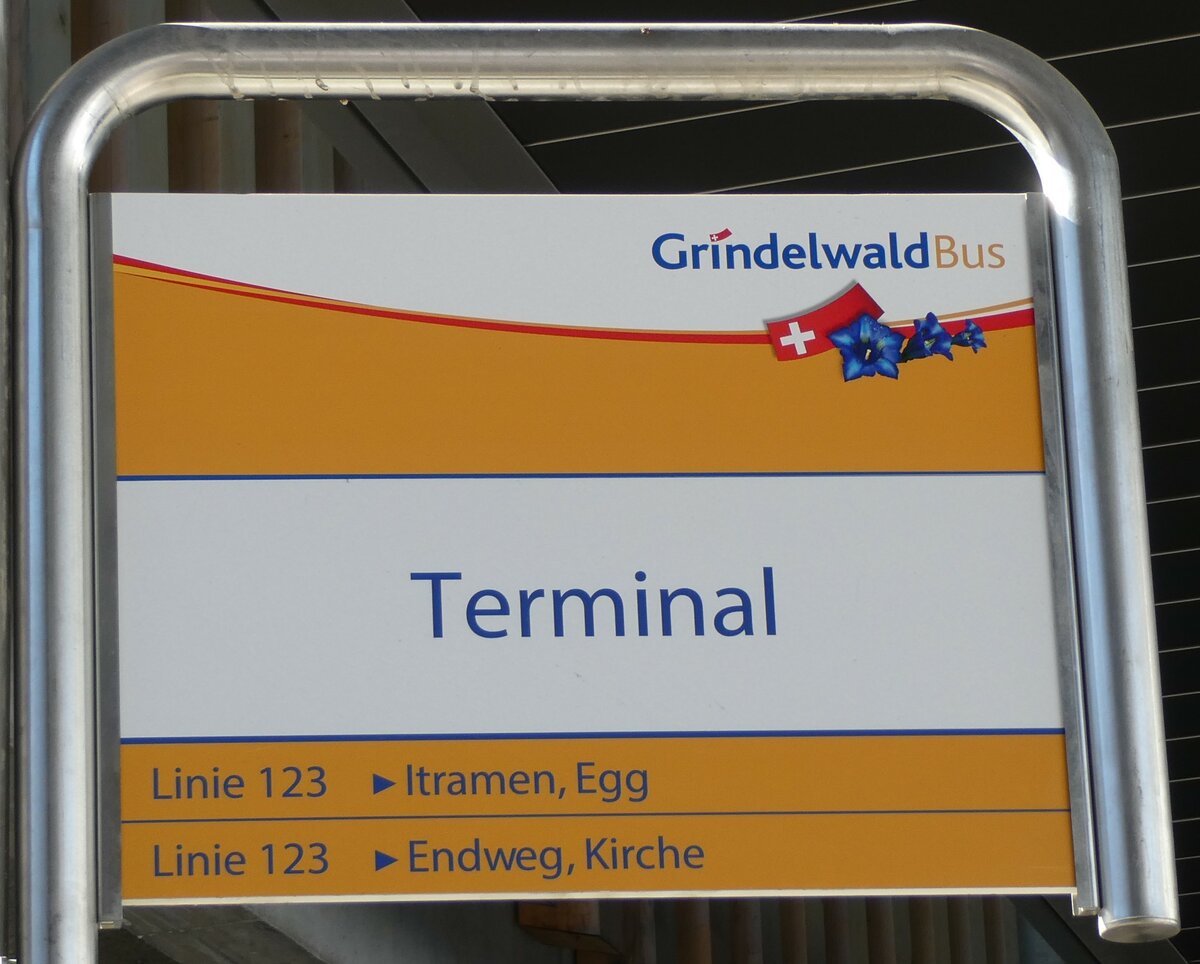 GrindelwaldBus
Terminal
Linie 123 ► Itramen, Egg
Linie 123 ► Endweg, Kirche